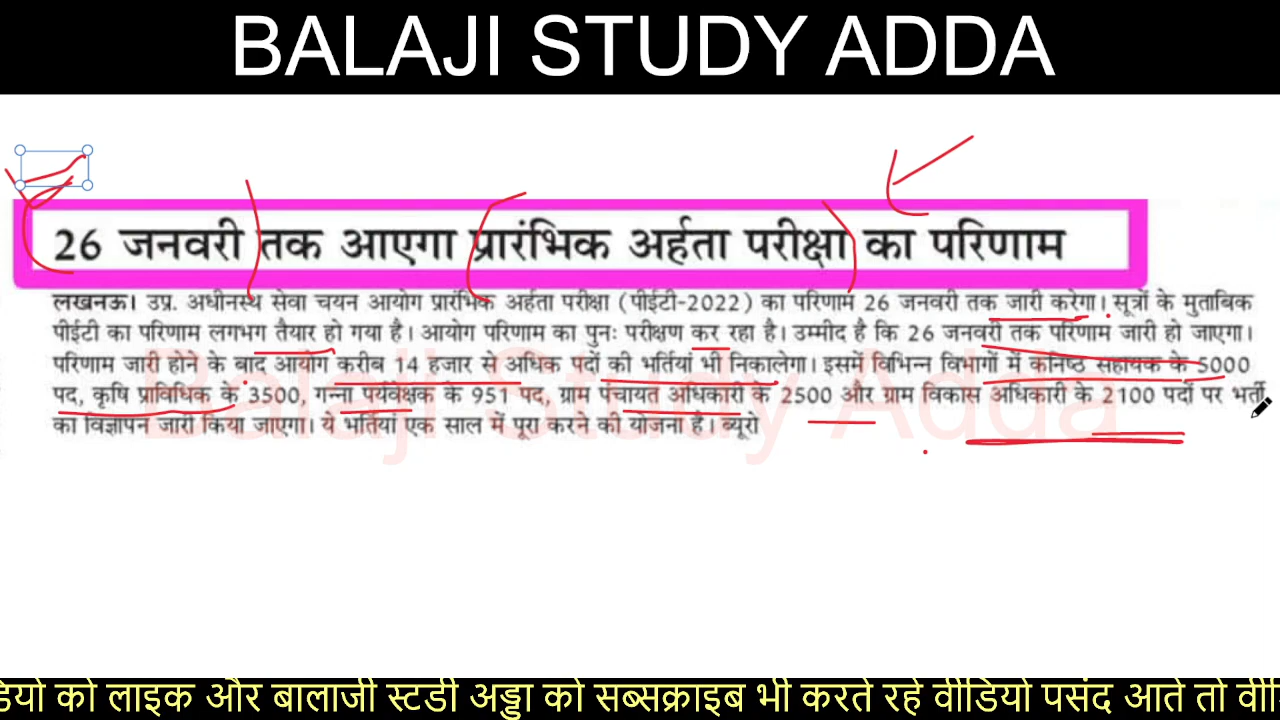 BALAJI STUDY ADDA
26 जनवरी तक आएगा प्रारंभिक अर्हता परीक्षा का परिणाम
लखनऊ। उप्र. अधीनस्थ सेवा चयन आयोग प्रारंभिक अर्हता परीक्षा (पीईटी-2022) का परिणाम 26 जनवरी तक जारी करेगा। सूत्रों के मुताबिक
पीईटी का परिणाम लगभग तैयार हो गया है। आयोग परिणाम का पुनः परीक्षण कर रहा है। उम्मीद है कि 26 जनवरी तक परिणाम जारी हो जाएगा।
परिणाम जारी होने के बाद आयोग करीब 14 हजार से अधिक पदों की भर्तियां भी निकालेगा। इसमें विभिन्न विभागों में कनिष्ठ सहायक के 5000
पद, कृषि प्राविधिक के 3500, गन्ना पर्यवेक्षक के 951 पद, ग्राम पंचायत अधिकारी के 2500 और ग्राम विकास अधिकारी के 2100 पदों पर भर्ती
का विज्ञापन जारी किया जाएगा। ये भर्तियां एक साल में पूरा करने की योजना है। ब्यूरो
Balaji Study Adda
डियो को लाइक और बालाजी स्टडी अड्डा को सब्सक्राइब भी करते रहे वीडियो पसंद आते तो वीडि